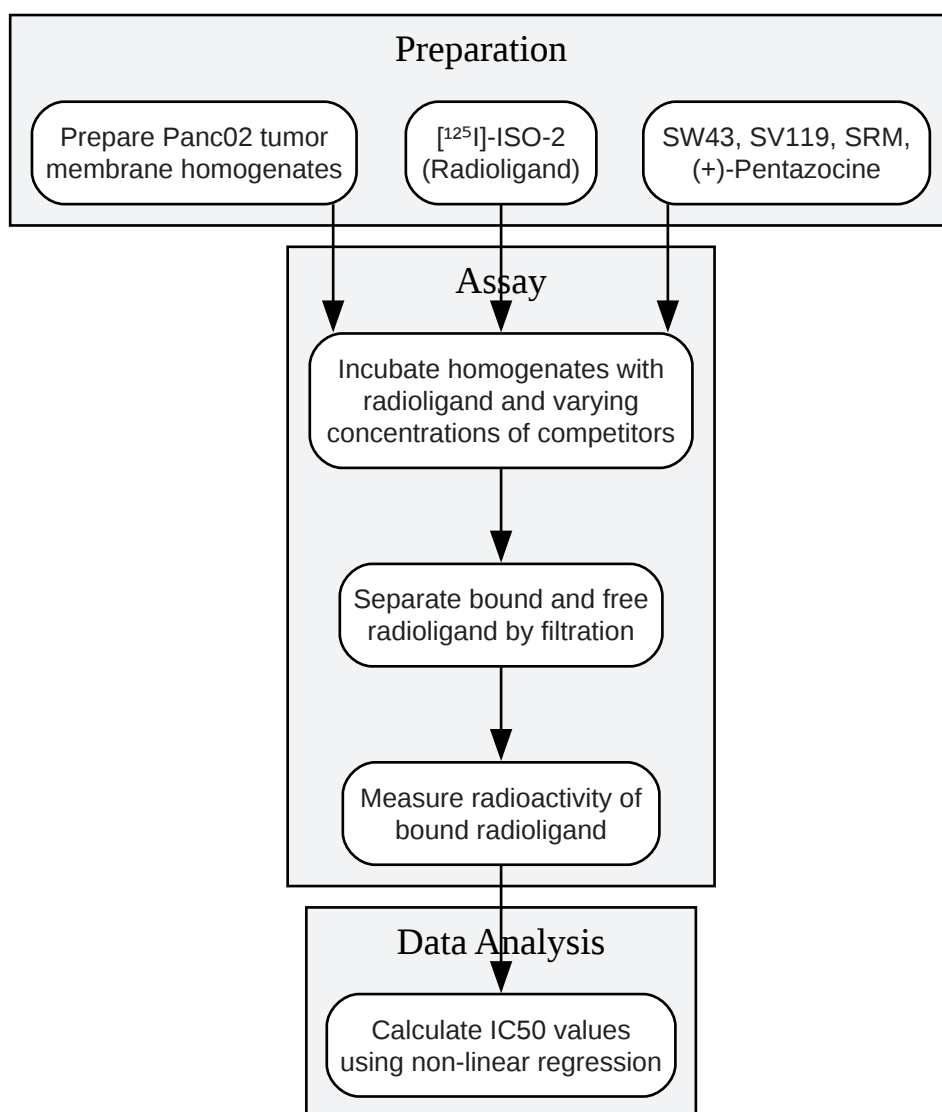 Preparation
Prepare Panc02 tumor
membrane homogenates
[¹²⁵I]-ISO-2
(Radioligand)
SW43, SV119, SRM,
(+)-Pentazocine
Assay
Incubate homogenates with
radioligand and varying
concentrations of competitors
Separate bound and free
radioligand by filtration
Measure radioactivity of
bound radioligand
Data Analysis
Calculate IC50 values
using non-linear regression